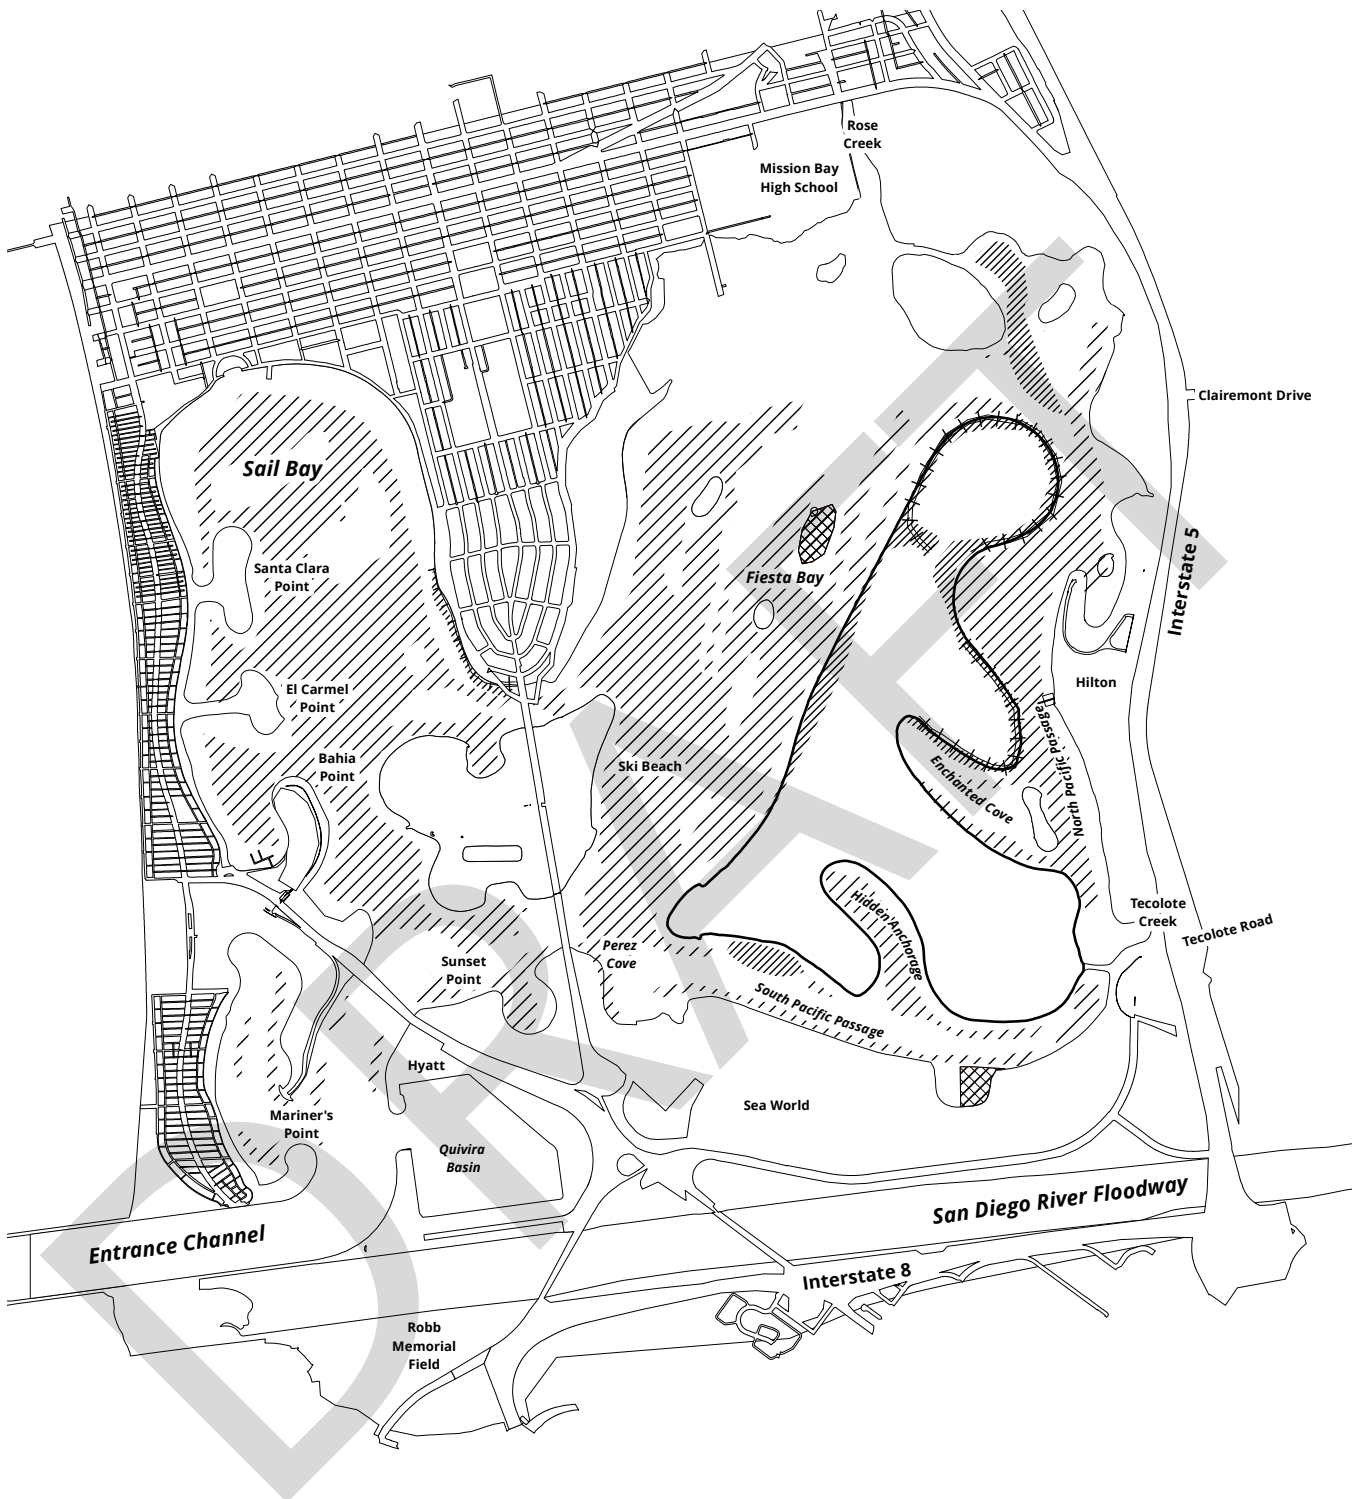 Rose
Creek
Mission Bay
High School
Clairemont Drive
Sail Bay
Santa Clara
Point
Fiesta Bay
Interstate 5
El Carmel
Point
Hilton
Bahia
Point
Ski Beach
North Pacific Passage
Enchanted Cove
Hidden Anchorage
Tecolote
Creek
Tecolote Road
Perez
Cove
Sunset
Point
South Pacific Passage
Hyatt
Sea World
Mariner's
Point
Quivira
Basin
San Diego River Floodway
Entrance Channel
Interstate 8
Robb
Memorial
Field
DRAFT